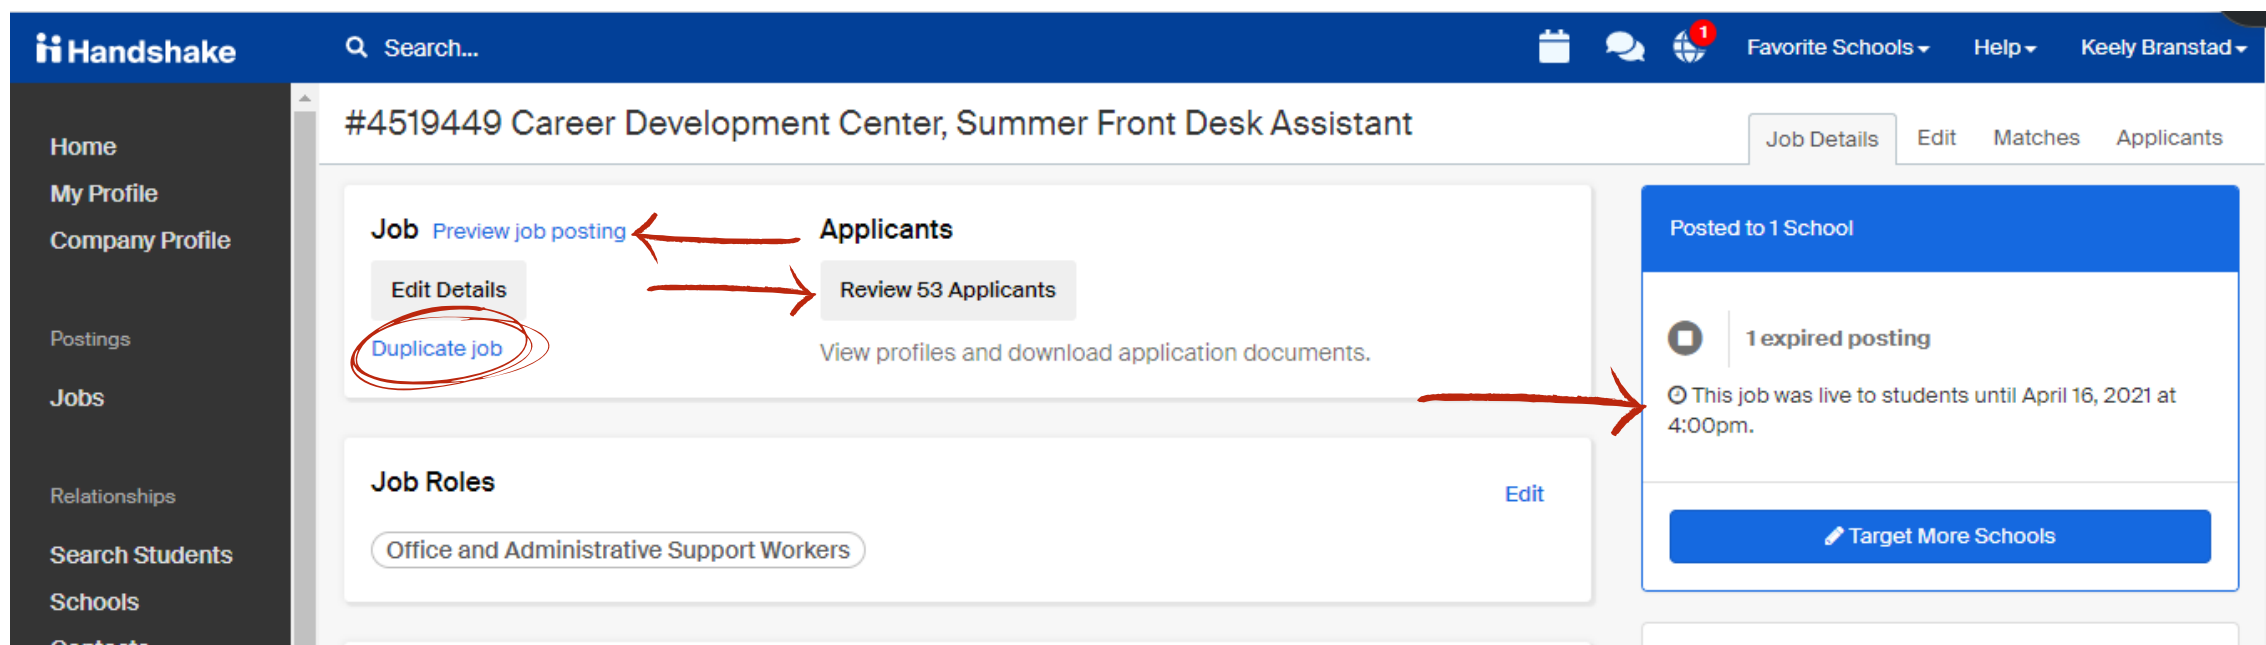 Handshake
Search...
1
Favorite Schools
Help
Keely Branstad
Home
My Profile
Company Profile
Postings
Jobs
Relationships
Search Students
Schools
#4519449 Career Development Center, Summer Front Desk Assistant
Job Details
Edit
Matches
Applicants
Job Preview job posting
Edit Details
Duplicate job
Applicants
Review 53 Applicants
View profiles and download application documents.
Job Roles
Edit
Office and Administrative Support Workers
Posted to 1 School
1 expired posting
This job was live to students until April 16, 2021 at
4:00pm.
Target More Schools